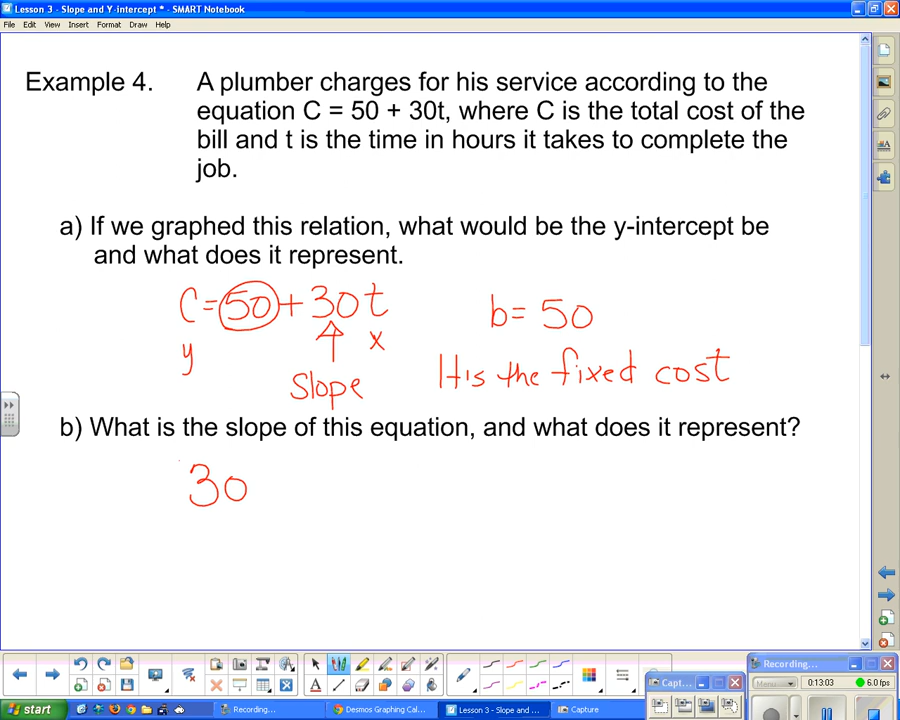 Lesson 3 - Slope and Y-intercept * - SMART Notebook
File Edit View Insert Format Draw Help
Example 4. A plumber charges for his service according to the
equation C = 50 + 30t, where C is the total cost of the
bill and t is the time in hours it takes to complete the
job.
a) If we graphed this relation, what would be the y-intercept be
and what does it represent.
C = 50 + 30t b = 50
y x
Slope It is the fixed cost
b) What is the slope of this equation, and what does it represent?
30
Capt...
Recording...
Menu 0:13:03 6.0 fps
start Recording... Desmos Graphing Cal... Lesson 3 - Slope and ... Capture